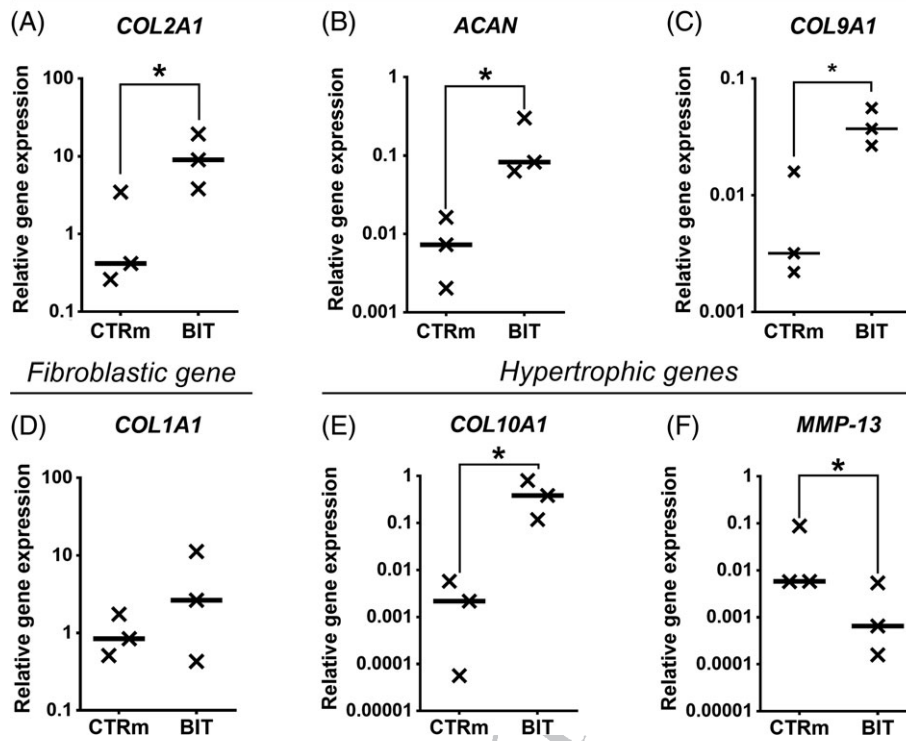 (A) COL2A1
Relative gene expression
100
10
1
0.1
*
CTRm BIT
(B) ACAN
Relative gene expression
1
0.1
0.01
0.001
*
CTRm BIT
(C) COL9A1
Relative gene expression
0.1
0.01
0.001
*
CTRm BIT
Fibroblastic gene
Hypertrophic genes
(D) COL1A1
Relative gene expression
100
10
1
0.1
CTRm BIT
(E) COL10A1
Relative gene expression
1
0.1
0.01
0.001
0.0001
0.00001
*
CTRm BIT
(F) MMP-13
Relative gene expression
1
0.1
0.01
0.001
0.0001
0.00001
*
CTRm BIT